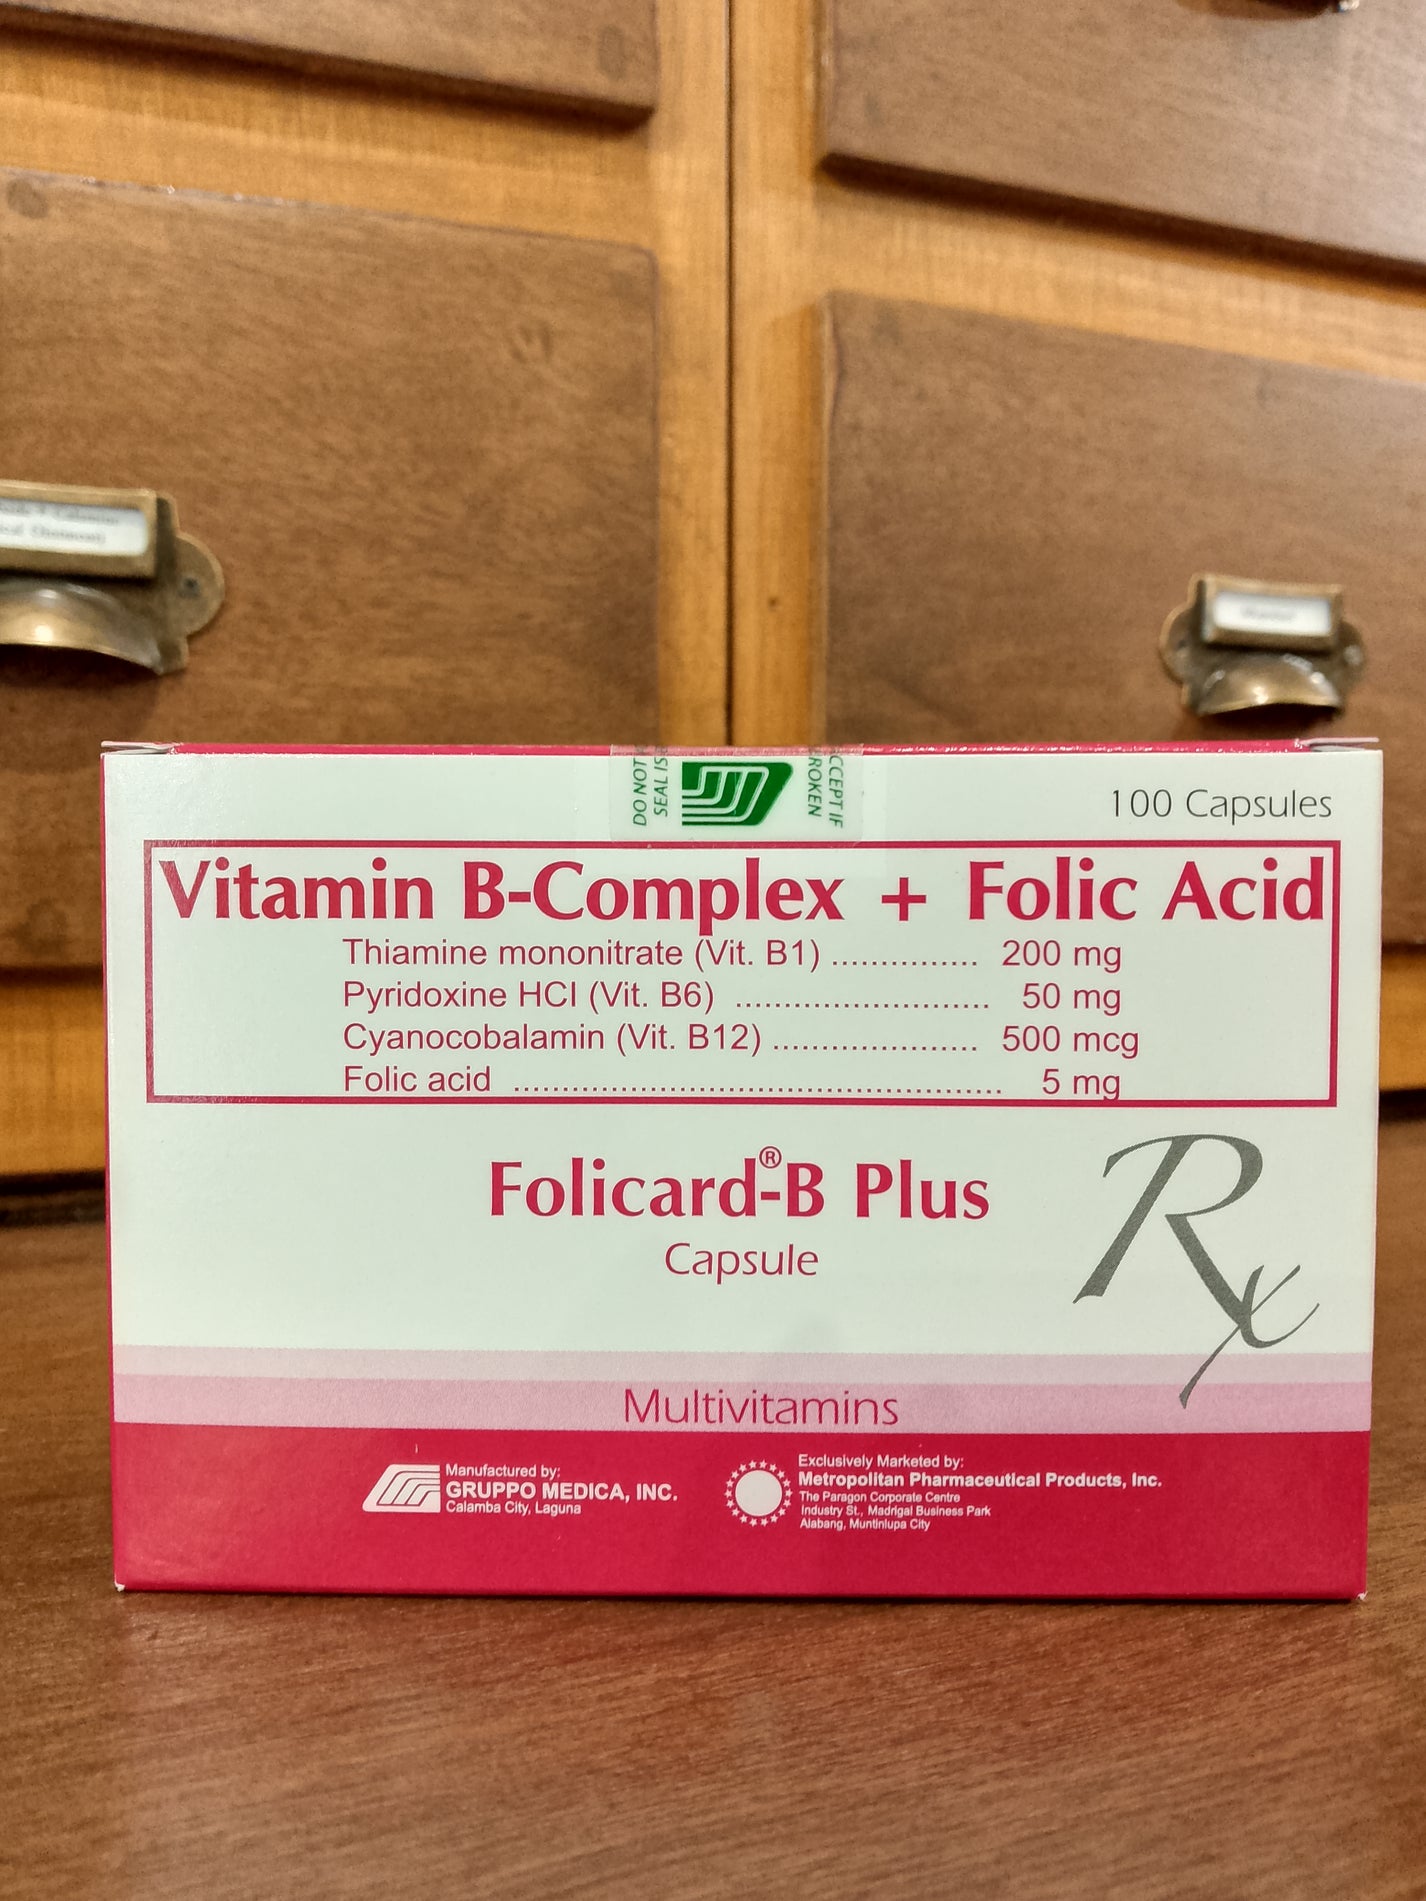 DO NOT
SEAL IS
CCEPT IF
ROKEN
100 Capsules
Vitamin B-Complex + Folic Acid
Thiamine mononitrate (Vit. B1) ............... 200 mg
Pyridoxine HCl (Vit. B6) .......................... 50 mg
Cyanocobalamin (Vit. B12) ..................... 500 mcg
Folic acid ................................................. 5 mg
Folicard®-B Plus
Capsule
Rx
Multivitamins
Manufactured by:
GRUPPO MEDICA, INC.
Calamba City, Laguna
Exclusively Marketed by:
Metropolitan Pharmaceutical Products, Inc.
The Paragon Corporate Centre
Industry St., Madrigal Business Park
Alabang, Muntinlupa City